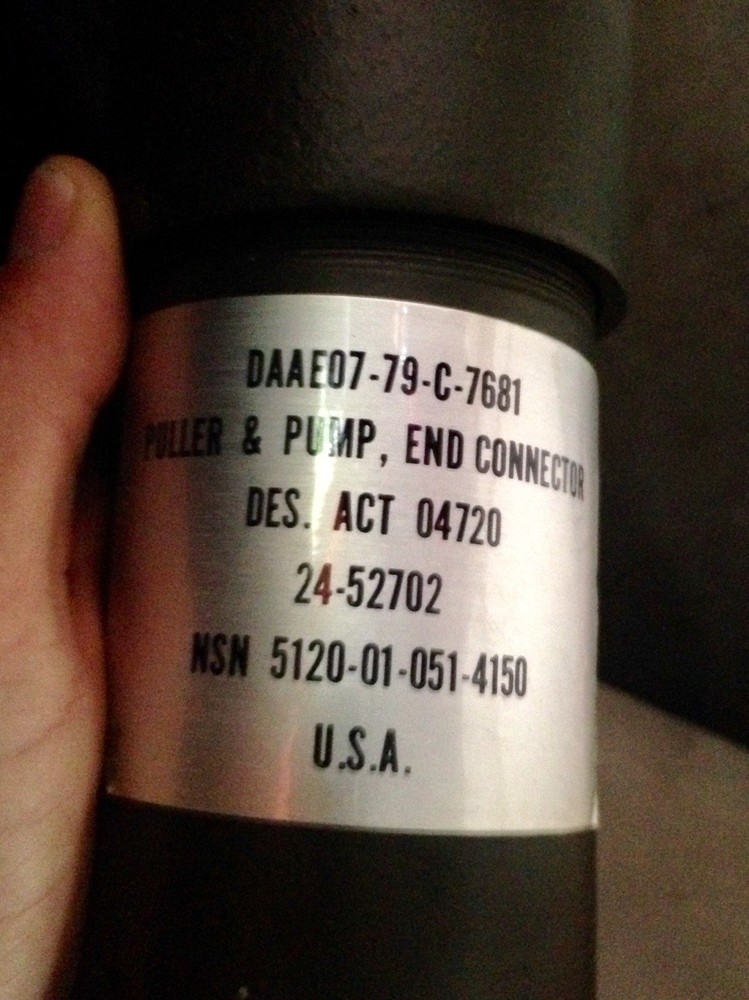 DAAE07-79-C-7681
PULLER & PUMP, END CONNECTOR
DES. ACT 04720
24-52702
NSN 5120-01-051-4150
U.S.A.